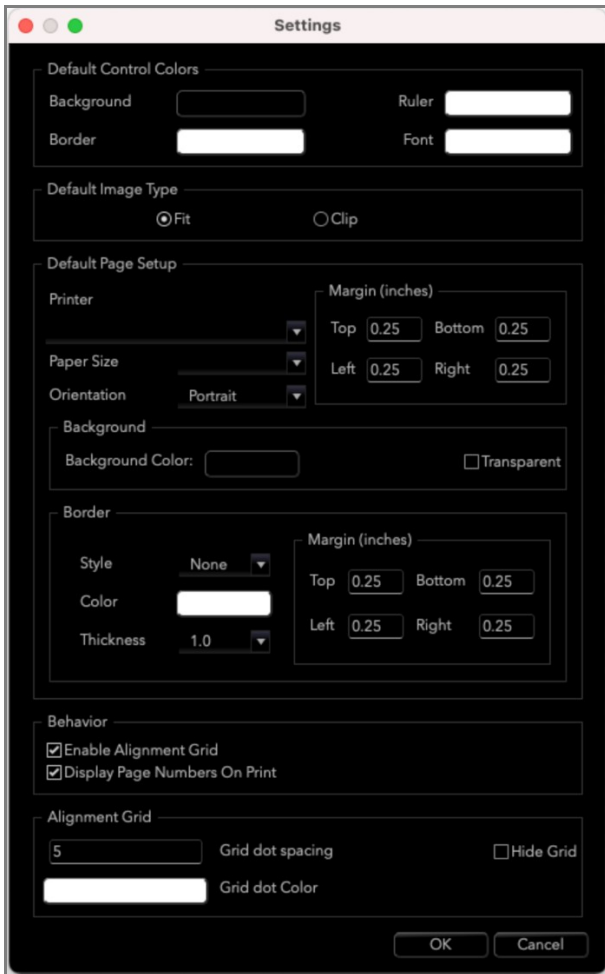 Settings
Default Control Colors
Background Ruler
Border Font
Default Image Type
Fit Clip
Default Page Setup
Printer
Margin (inches)
Top 0.25 Bottom 0.25
Paper Size
Left 0.25 Right 0.25
Orientation Portrait
Background
Background Color: Transparent
Border
Style None
Margin (inches)
Top 0.25 Bottom 0.25
Color
Left 0.25 Right 0.25
Thickness 1.0
Behavior
Enable Alignment Grid
Display Page Numbers On Print
Alignment Grid
5 Grid dot spacing Hide Grid
Grid dot Color
OK Cancel